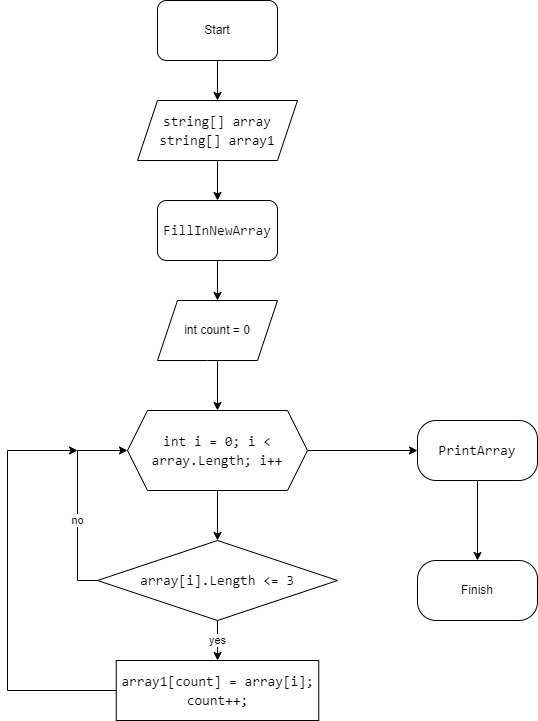 Start
string[] array
string[] array1
FillInNewArray
int count = 0
int i = 0; i <
array.Length; i++
PrintArray
no
array[i].Length <= 3
Finish
yes
array1[count] = array[i];
count++;